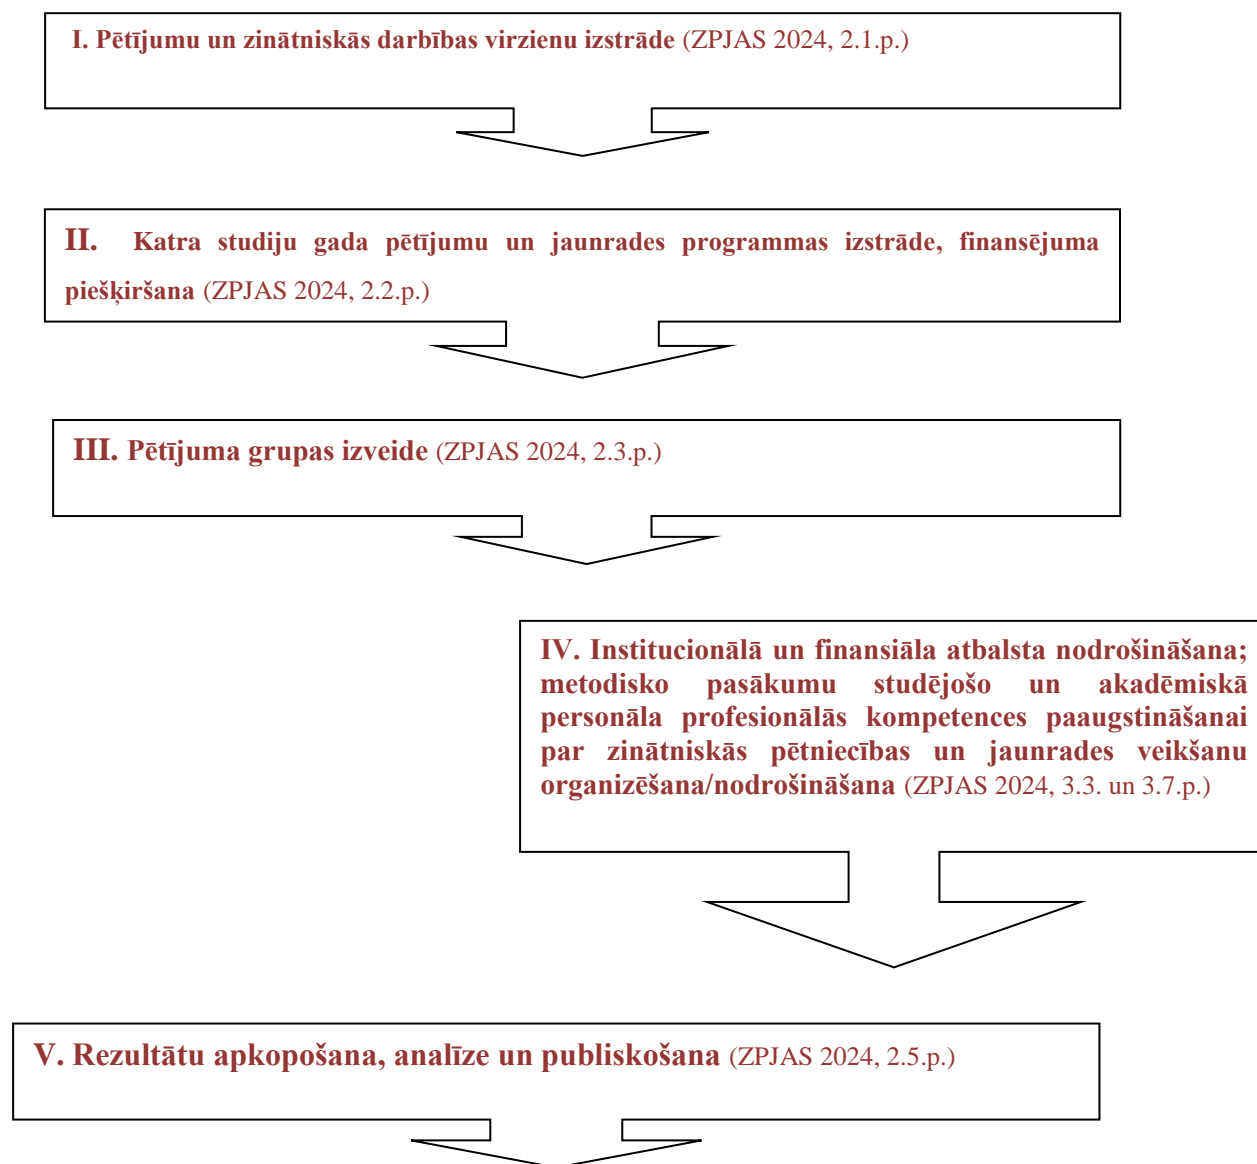 I. Pētījumu un zinātniskās darbības virzienu izstrāde (ZPJAS 2024, 2.1.p.)
II. Katra studiju gada pētījumu un jaunrades programmas izstrāde, finansējuma
piešķiršana (ZPJAS 2024, 2.2.p.)
III. Pētījuma grupas izveide (ZPJAS 2024, 2.3.p.)
IV. Institucionālā un finansiāla atbalsta nodrošināšana;
metodisko pasākumu studējošo un akadēmiskā
personāla profesionālās kompetences paaugstināšanai
par zinātniskās pētniecības un jaunrades veikšanu
organizēšana/nodrošināšana (ZPJAS 2024, 3.3. un 3.7.p.)
V. Rezultātu apkopošana, analīze un publiskošana (ZPJAS 2024, 2.5.p.)